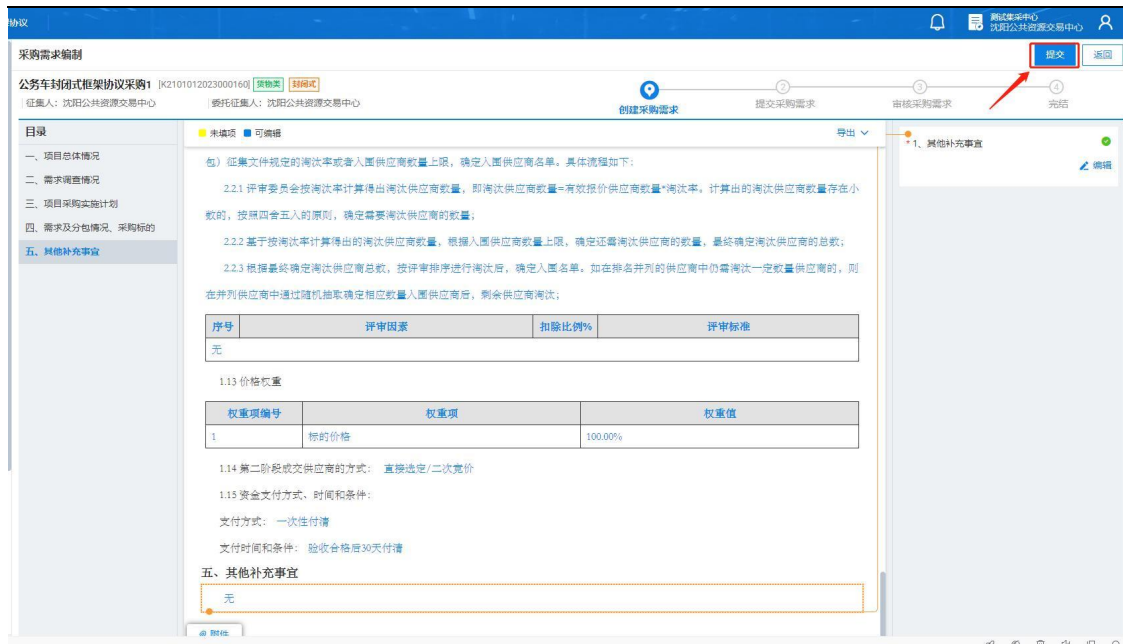 协议
测试集采中心
沈阳公共资源交易中心
采购需求编制
提交
返回
公务车封闭式框架协议采购1 [K2101012023000160] 货物类 封闭式
征集人：沈阳公共资源交易中心
委托征集人：沈阳公共资源交易中心
创建采购需求
2
提交采购需求
3
审核采购需求
4
完结
目录
一、项目总体情况
二、需求调查情况
三、项目采购实施计划
四、需求及分包情况、采购标的
五、其他补充事宜
未填项 可编辑
导出
包）征集文件规定的淘汰率或者入围供应商数量上限，确定入围供应商名单。具体流程如下：
2.2.1 评审委员会按淘汰率计算得出淘汰供应商数量，即淘汰供应商数量=有效报价供应商数量*淘汰率。计算出的淘汰供应商数量存在小
数的，按照四舍五入的原则，确定需要淘汰供应商的数量；
2.2.2 基于按淘汰率计算得出的淘汰供应商数量，根据入围供应商数量上限，确定还需淘汰供应商的数量，最终确定淘汰供应商的总数；
2.2.3 根据最终确定淘汰供应商总数，按评审排序进行淘汰后，确定入围名单。如在排名并列的供应商中仍需淘汰一定数量供应商的，则
在并列供应商中通过随机抽取确定相应数量入围供应商后，剩余供应商淘汰；
序号 评审因素 扣除比例% 评审标准
无
1.13 价格权重
权重项编号 权重项 权重值
1 标的价格 100.00%
1.14 第二阶段成交供应商的方式： 直接选定/二次竞价
1.15 资金支付方式、时间和条件：
支付方式： 一次性付清
支付时间和条件： 验收合格后30天付清
五、其他补充事宜
无
附件
* 1、其他补充事宜
编辑